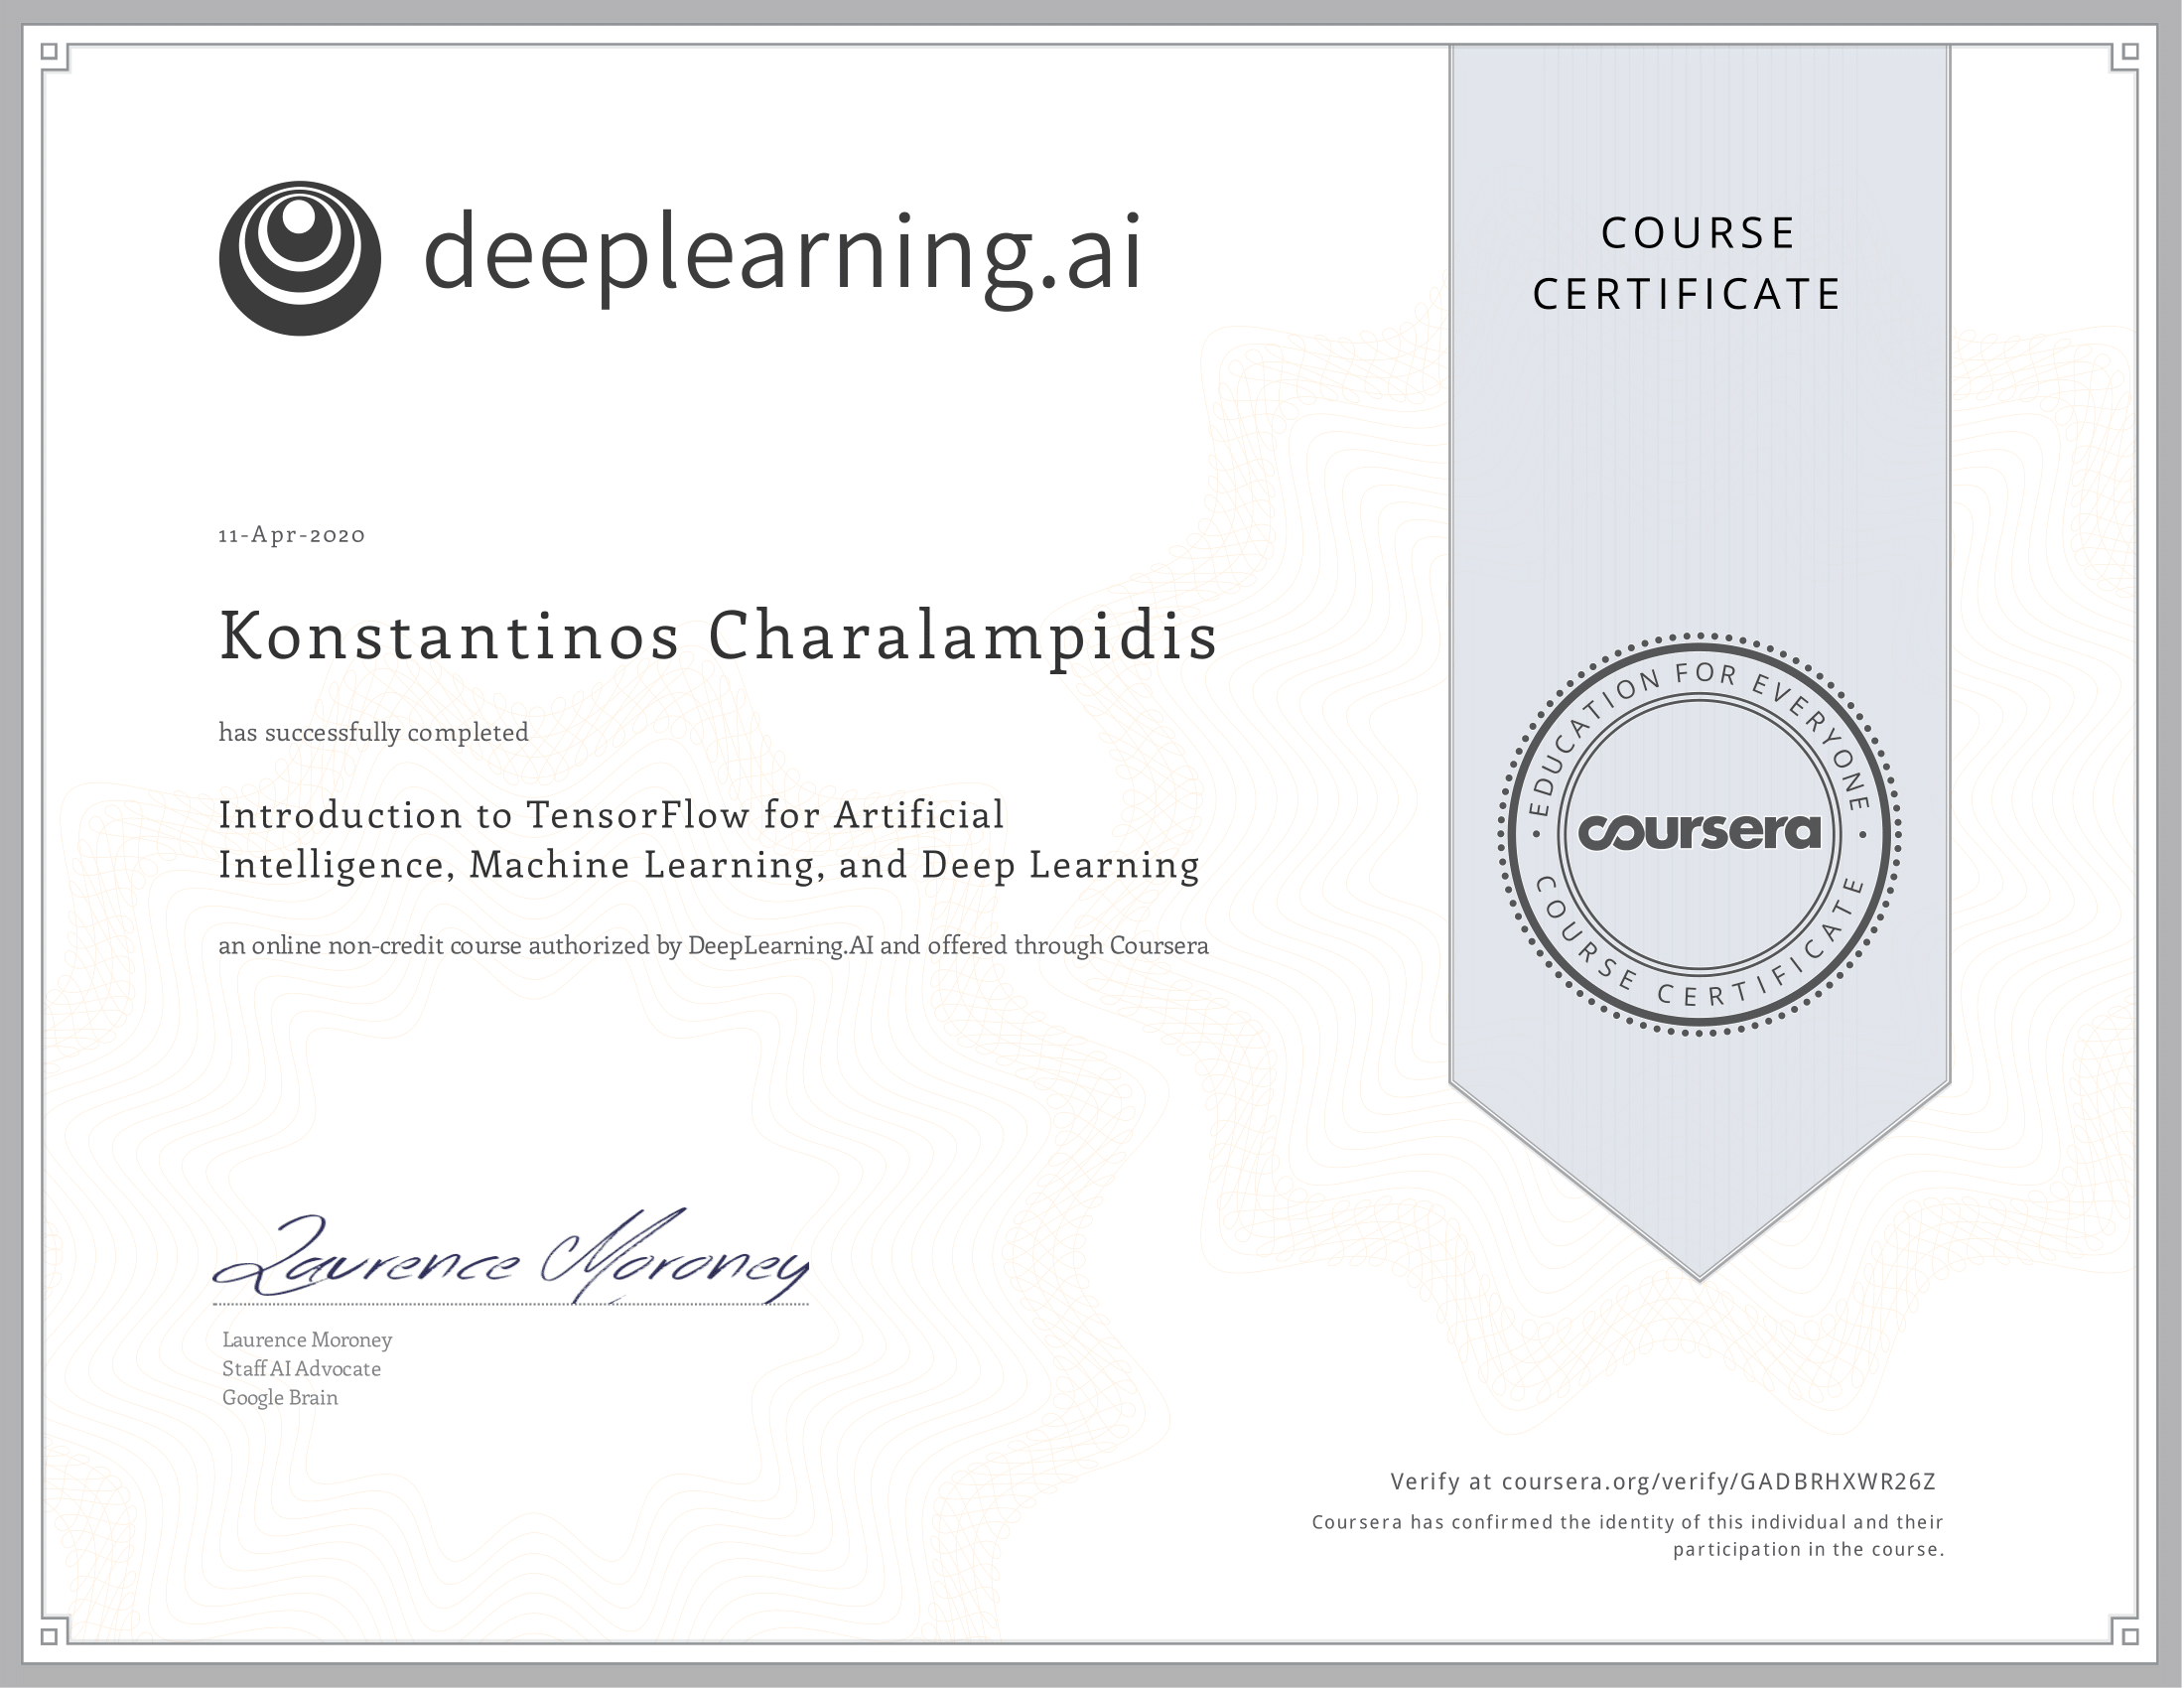 deeplearning.ai
COURSE
CERTIFICATE
11-Apr-2020
Konstantinos Charalampidis
has successfully completed
Introduction to TensorFlow for Artificial
Intelligence, Machine Learning, and Deep Learning
an online non-credit course authorized by DeepLearning.AI and offered through Coursera
EDUCATION FOR EVERYONE
coursera
COURSE CERTIFICATE
Laurence Moroney
Laurence Moroney
Staff AI Advocate
Google Brain
Verify at coursera.org/verify/GADBRHXWR26Z
Coursera has confirmed the identity of this individual and their
participation in the course.